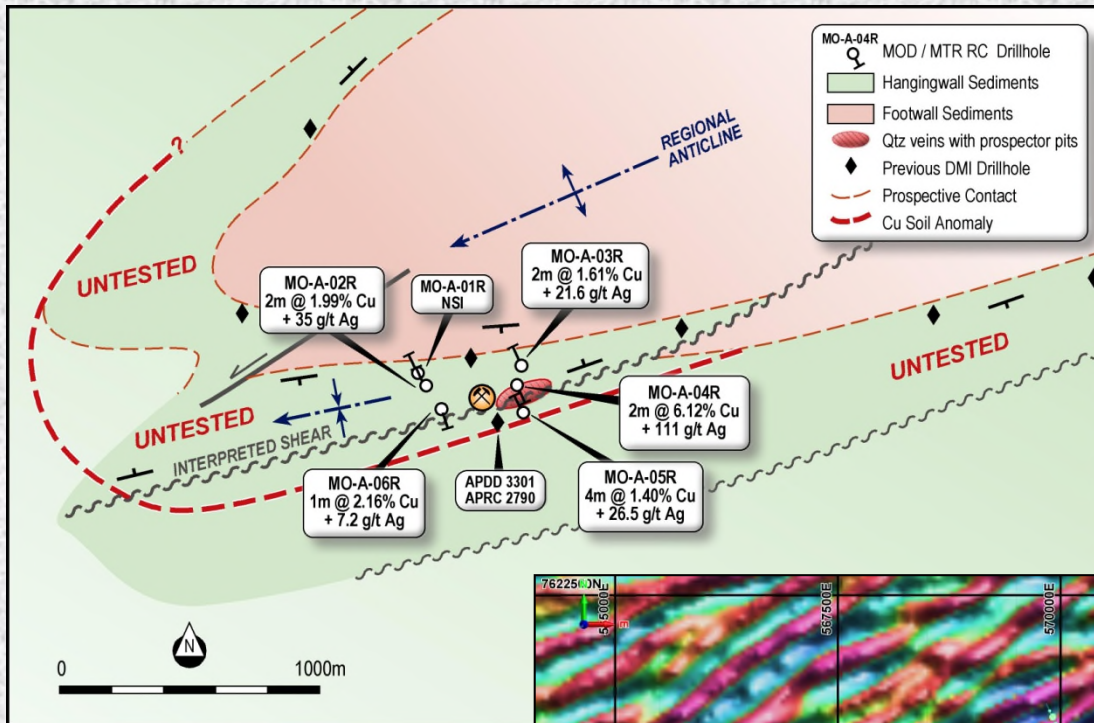 MO-A-04R
MOD / MTR RC Drillhole
Hangingwall Sediments
Footwall Sediments
Qtz veins with prospector pits
Previous DMI Drillhole
Prospective Contact
Cu Soil Anomaly
?
REGIONAL
ANTICLINE
UNTESTED
MO-A-02R
2m @ 1.99% Cu
+ 35 g/t Ag
MO-A-01R
NSI
MO-A-03R
2m @ 1.61% Cu
+ 21.6 g/t Ag
UNTESTED
UNTESTED
INTERPRETED SHEAR
MO-A-04R
2m @ 6.12% Cu
+ 111 g/t Ag
MO-A-06R
1m @ 2.16% Cu
+ 7.2 g/t Ag
APDD 3301
APRC 2790
MO-A-05R
4m @ 1.40% Cu
+ 26.5 g/t Ag
N
0 1000m
567500E
570000E